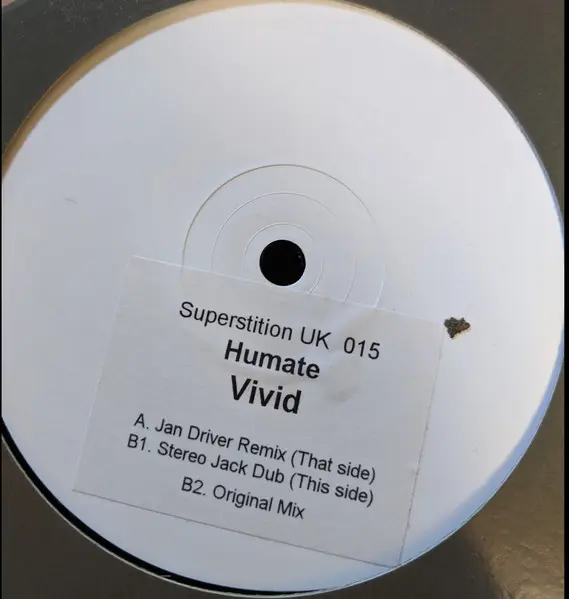 Superstition UK 015
Humate
Vivid
A. Jan Driver Remix (That side)
B1. Stereo Jack Dub (This side)
B2. Original Mix